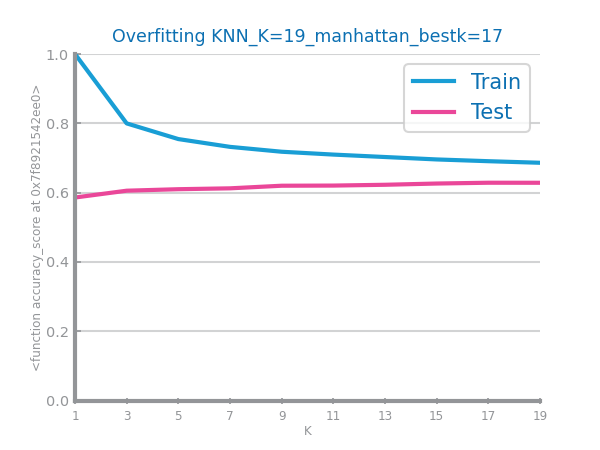 Overfitting KNN_K=19_manhattan_bestk=17
<function accuracy_score at 0x7f8921542ee0>
1.0
0.8
0.6
0.4
0.2
0.0
Train
Test
1 3 5 7 9 11 13 15 17 19
K